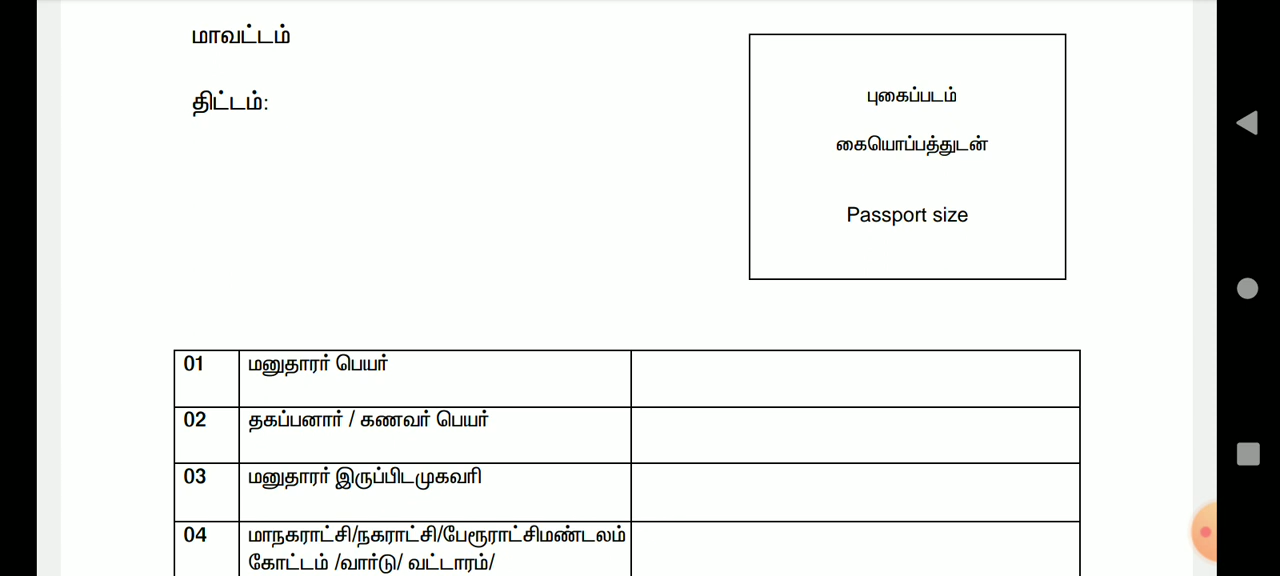 மாவட்டம்
திட்டம்:
புகைப்படம்
கையொப்பத்துடன்
Passport size
01 மனுதாரர் பெயர்
02 தகப்பனார் / கணவர் பெயர்
03 மனுதாரர் இருப்பிடமுகவரி
04 மாநகராட்சி/நகராட்சி/பேரூராட்சிமண்டலம்
கோட்டம் /வார்டு/ வட்டாரம்/